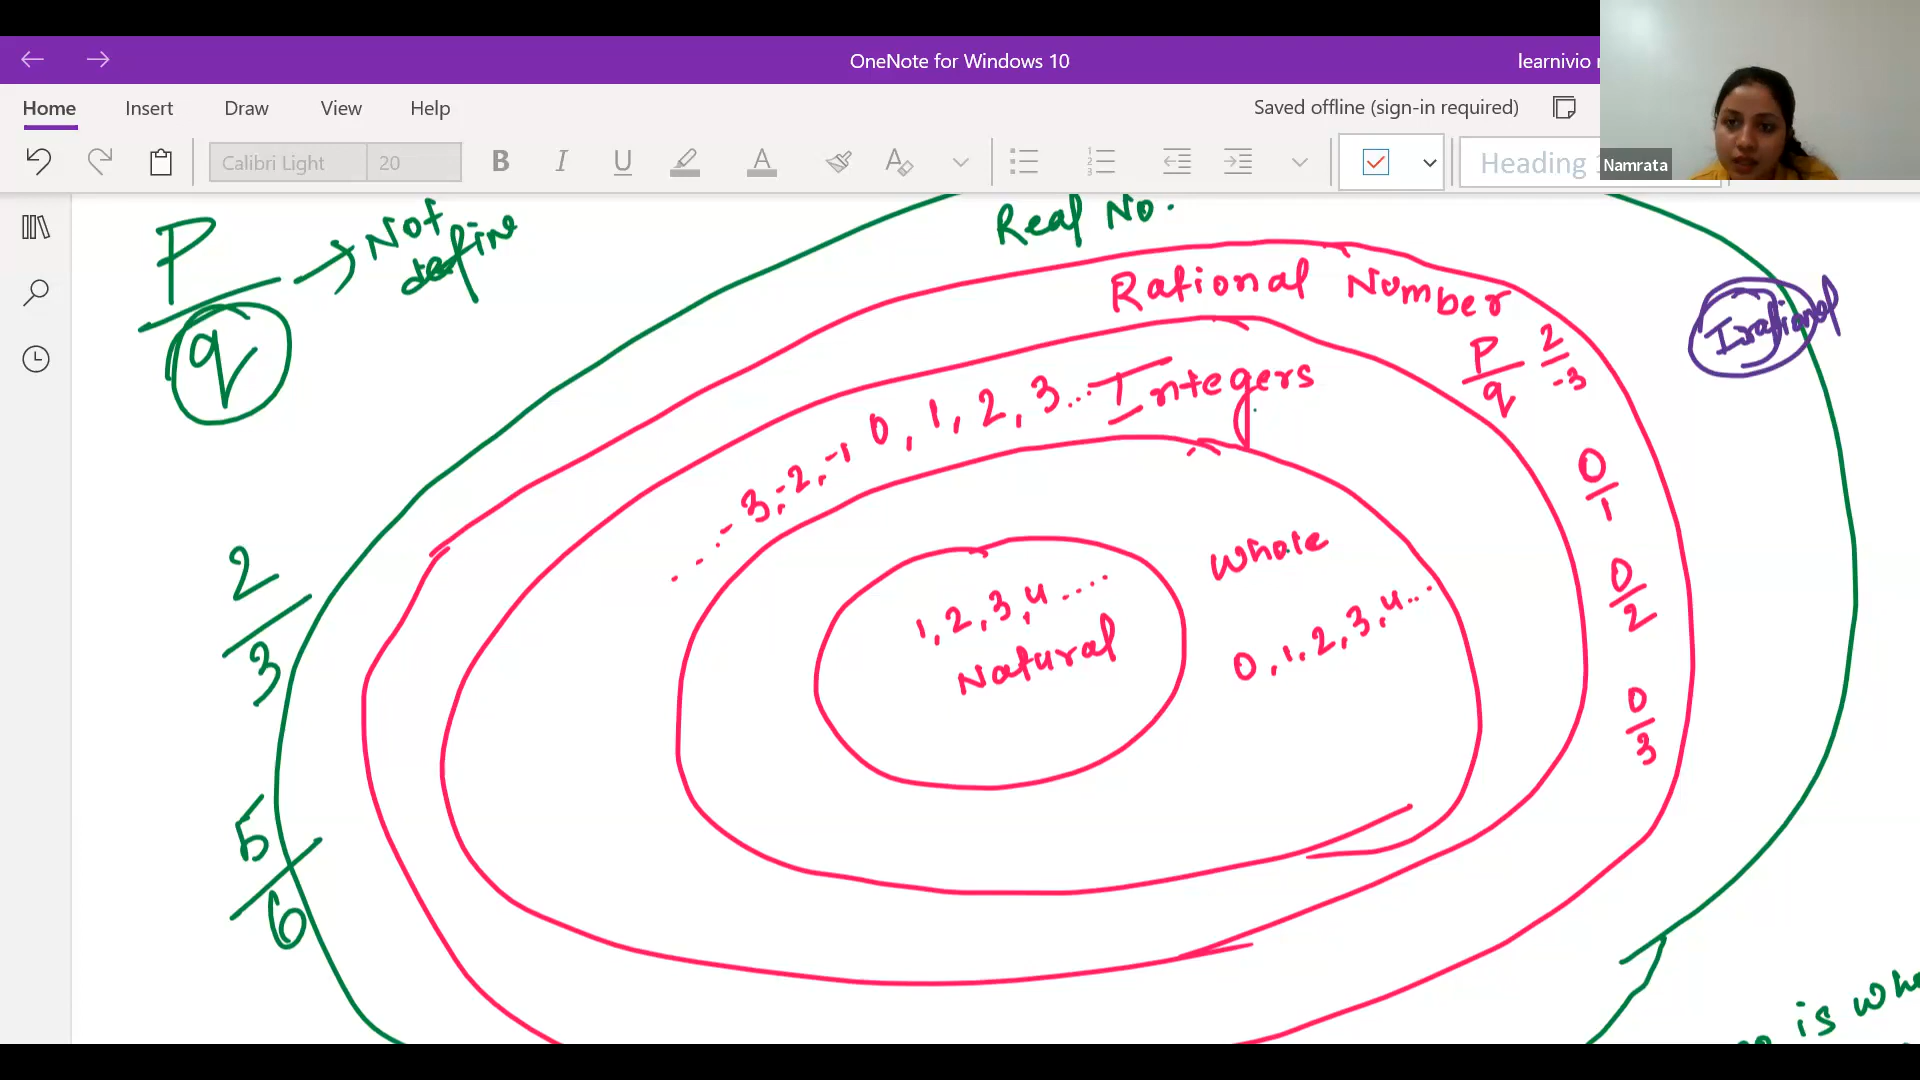 OneNote for Windows 10
learnivio
Home Insert Draw View Help
Saved offline (sign-in required)
Calibri Light 20
B I U A
Heading
Namrata
P
q
Not
define
Real No.
Rational Number
Irrational
P
q
2
-3
... -3, -2, -1 0, 1, 2, 3... Integers
0
1
0
2
0
3
Whole
0, 1, 2, 3, 4...
1, 2, 3, 4....
Natural
2
3
5
6
is